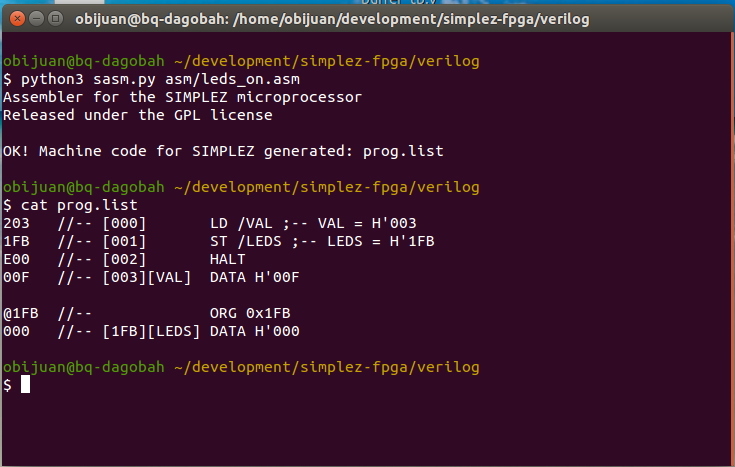 obijuan@bq-dagobah: /home/obijuan/development/simplez-fpga/verilog
obijuan@bq-dagobah ~/development/simplez-fpga/verilog
$ python3 sasm.py asm/leds_on.asm
Assembler for the SIMPLEZ microprocessor
Released under the GPL license
OK! Machine code for SIMPLEZ generated: prog.list
obijuan@bq-dagobah ~/development/simplez-fpga/verilog
$ cat prog.list
203  //-- [000]       LD /VAL ;-- VAL = H'003
1FB  //-- [001]       ST /LEDS ;-- LEDS = H'1FB
E00  //-- [002]       HALT
00F  //-- [003][VAL]  DATA H'00F
@1FB  //--             ORG 0x1FB
000  //-- [1FB][LEDS] DATA H'000
obijuan@bq-dagobah ~/development/simplez-fpga/verilog
$